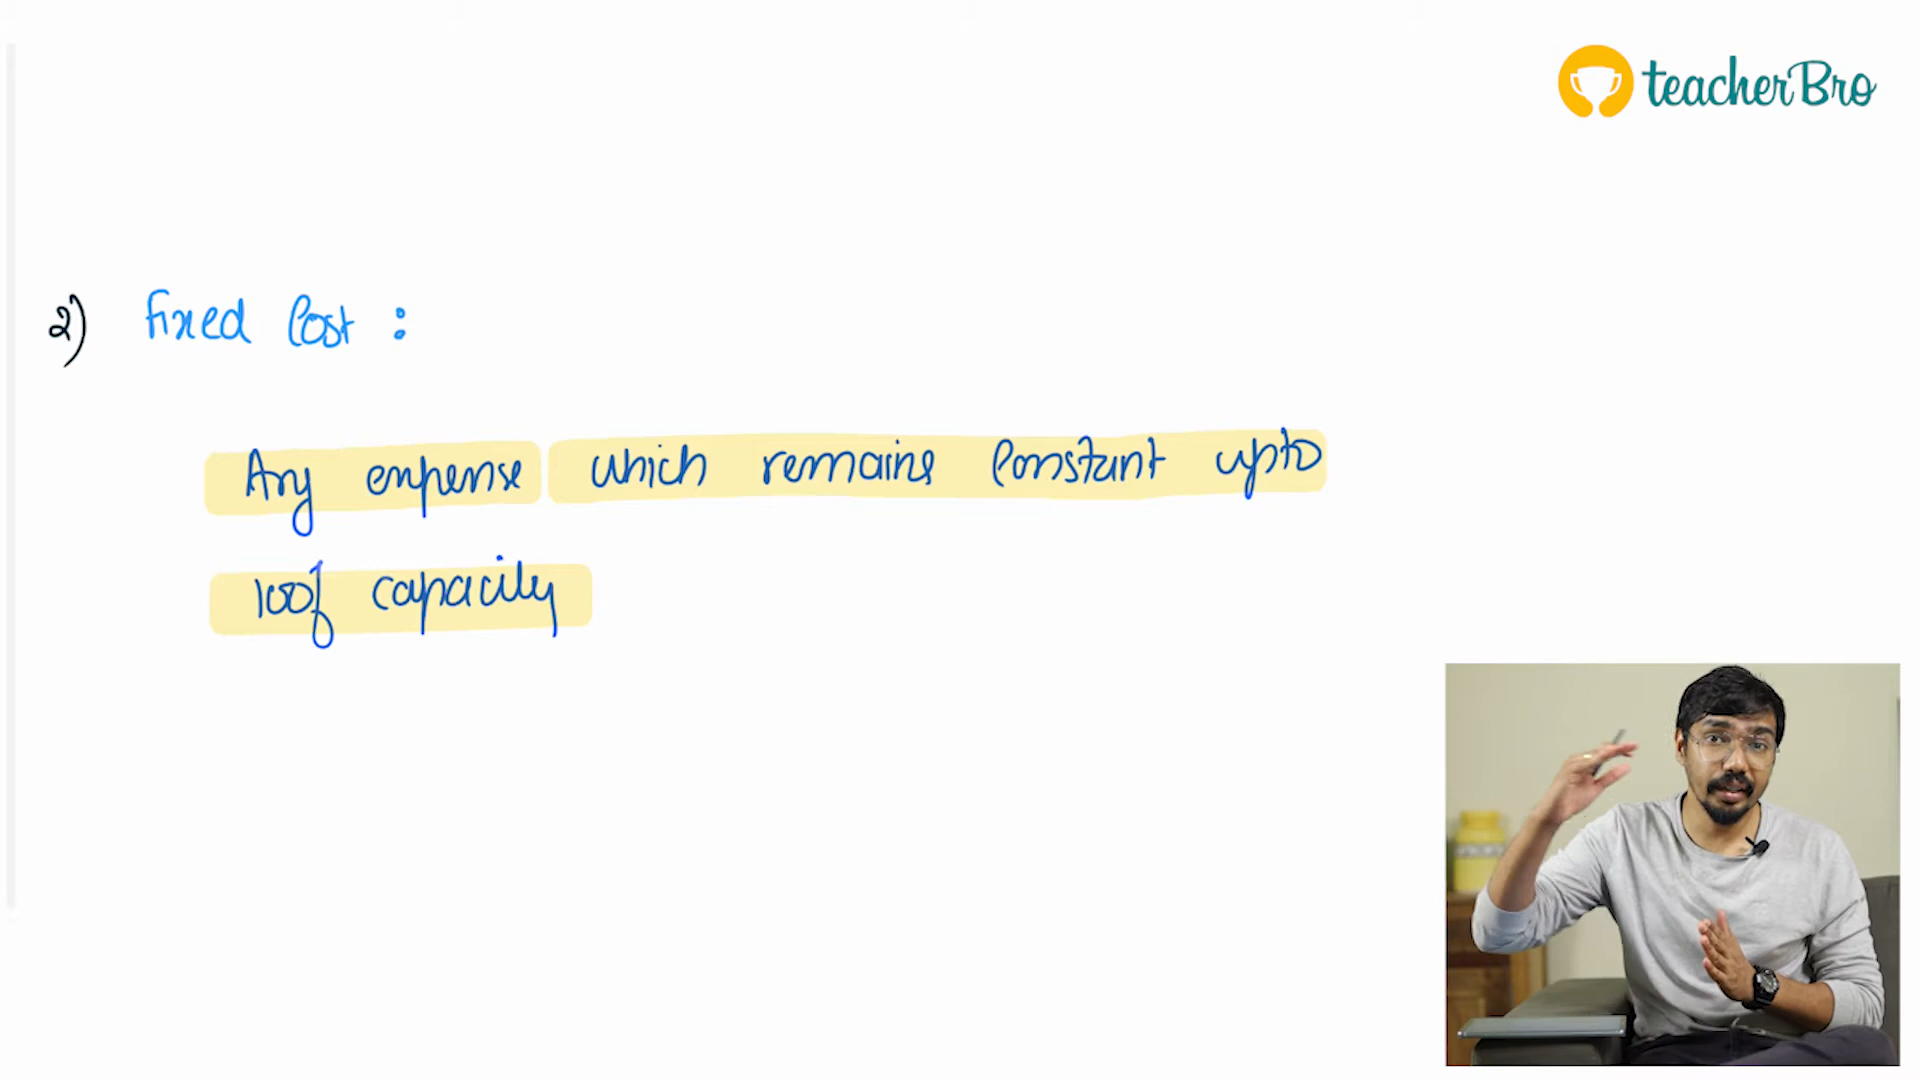 teacherBro
2) Fixed Cost :
Any expense which remains Constant upto
100% capacity